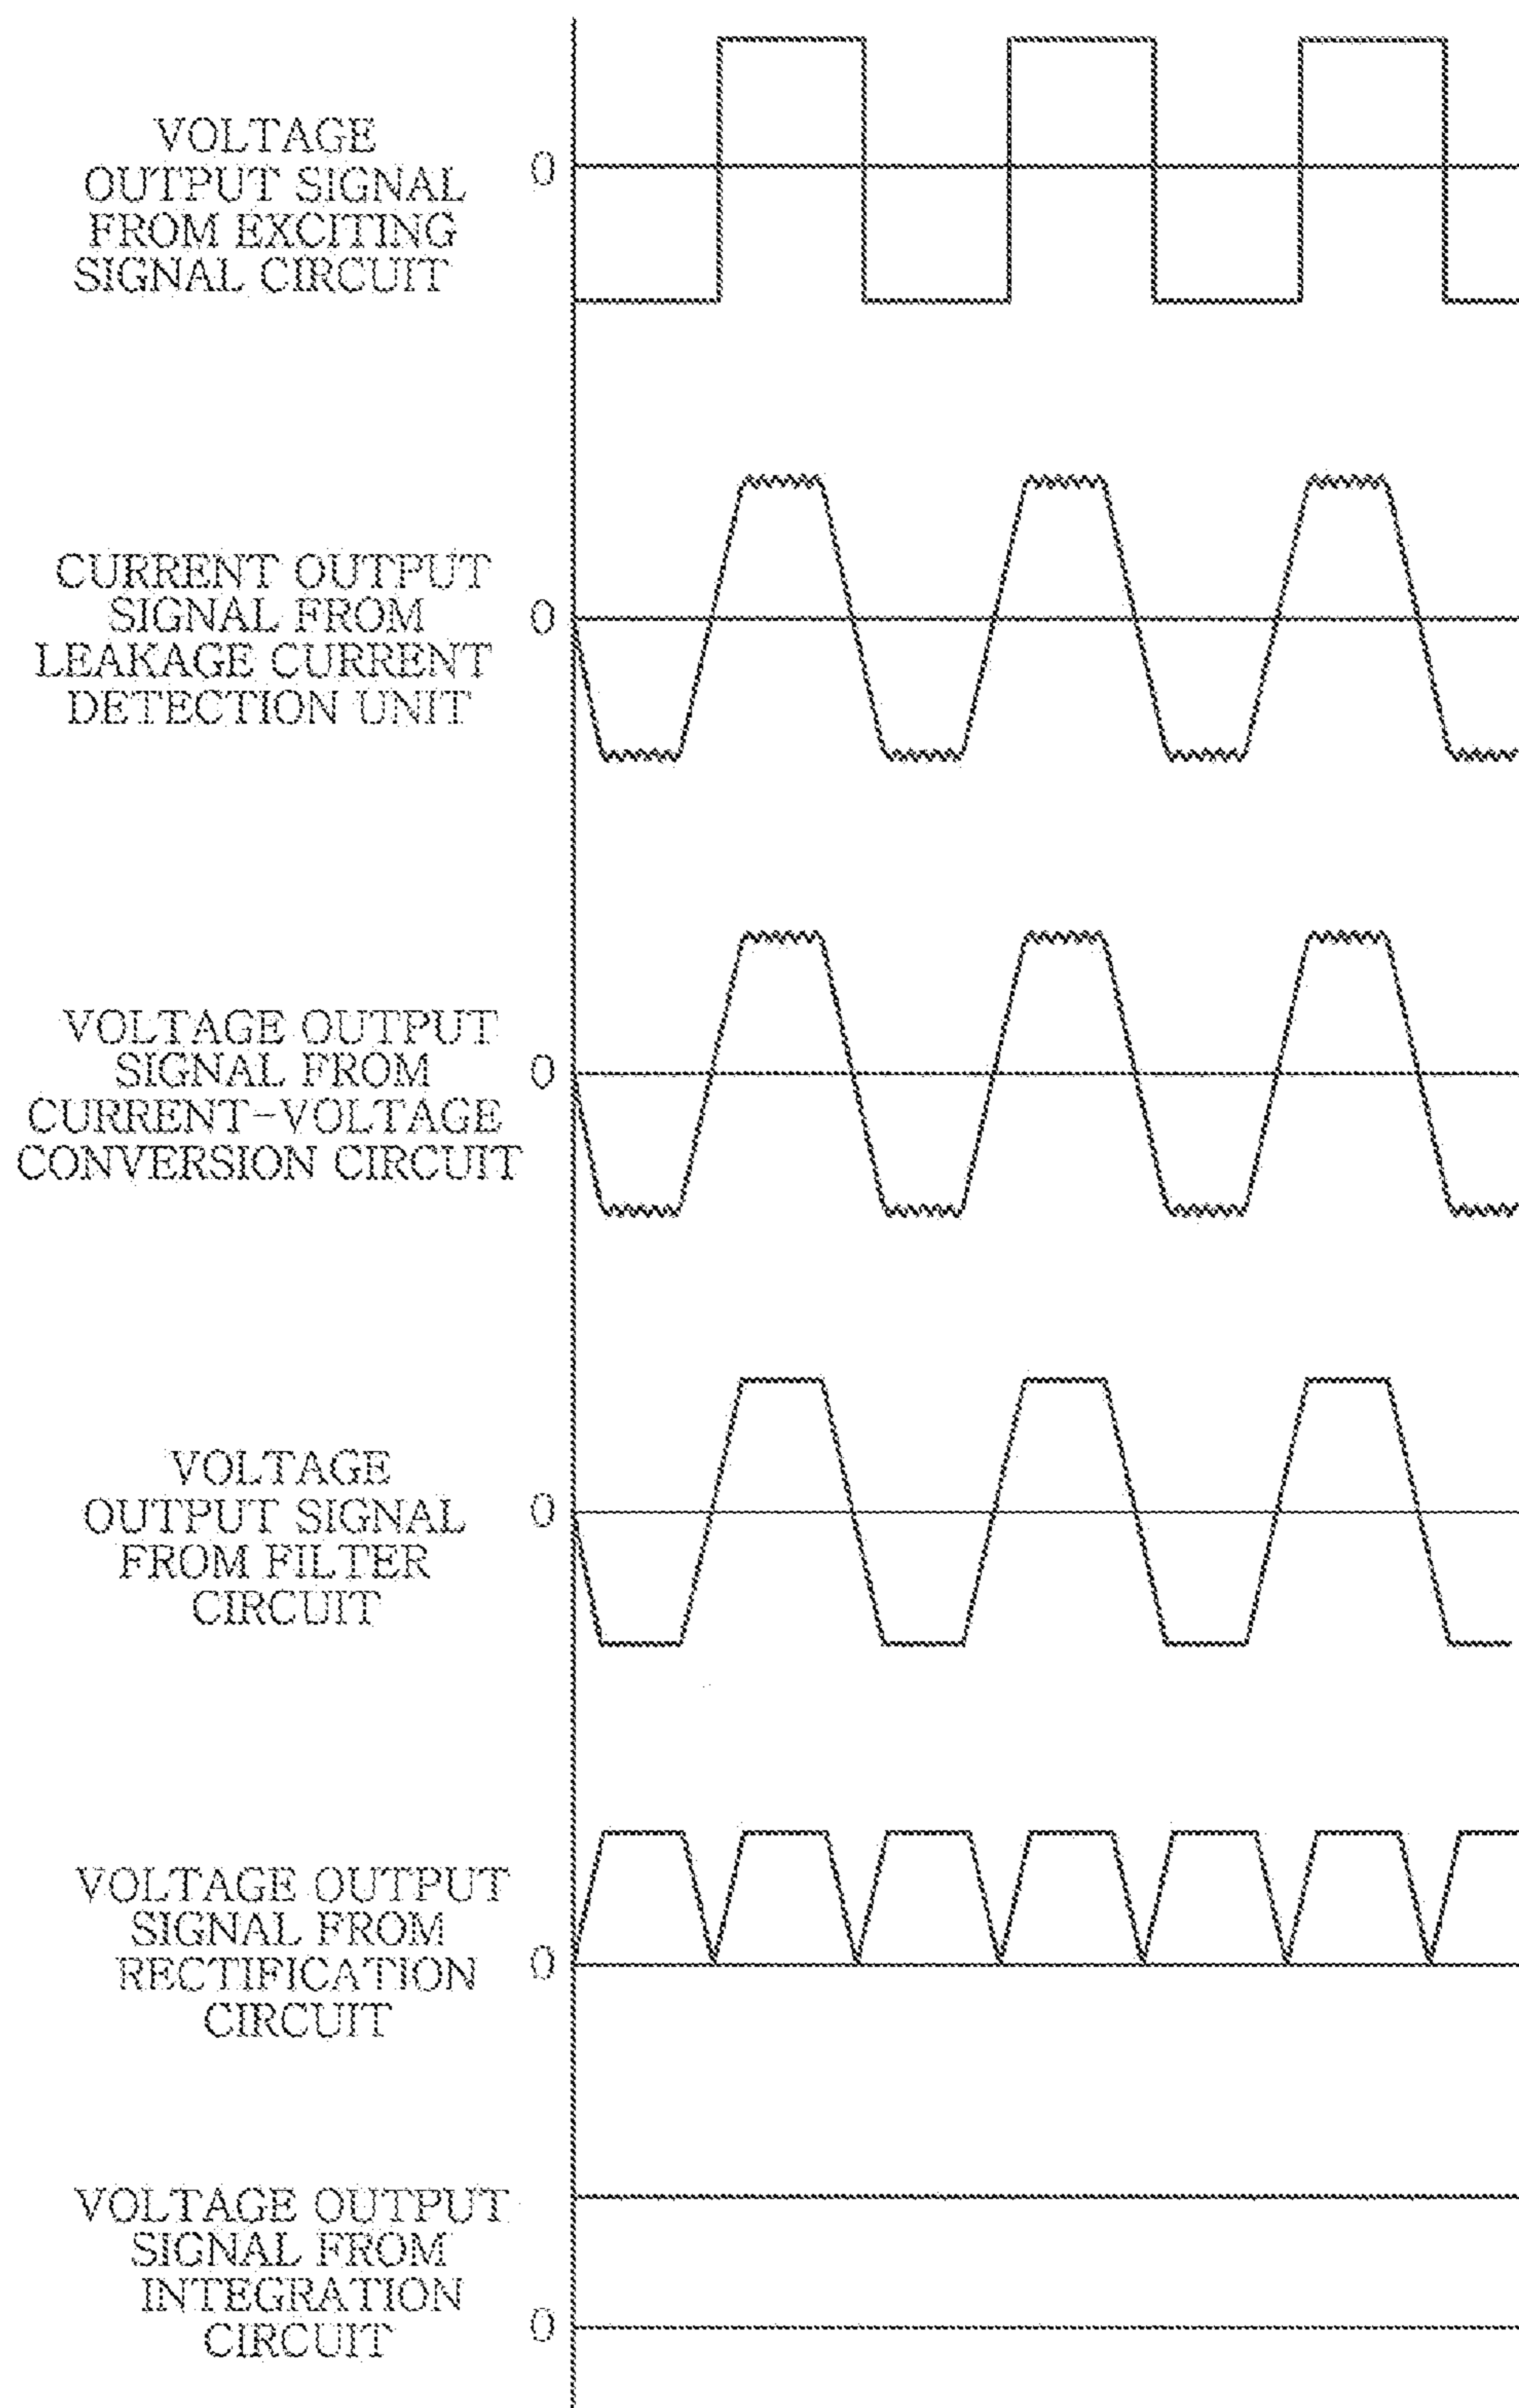 VOLTAGE
OUTPUT SIGNAL
FROM EXCITING
SIGNAL CIRCUIT
0
CURRENT OUTPUT
SIGNAL FROM
LEAKAGE CURRENT
DETECTION UNIT
0
VOLTAGE OUTPUT
SIGNAL FROM
CURRENT-VOLTAGE
CONVERSION CIRCUIT
0
VOLTAGE
OUTPUT SIGNAL
FROM FILTER
CIRCUIT
0
VOLTAGE OUTPUT
SIGNAL FROM
RECTIFICATION
CIRCUIT
0
VOLTAGE OUTPUT
SIGNAL FROM
INTEGRATION
CIRCUIT
0